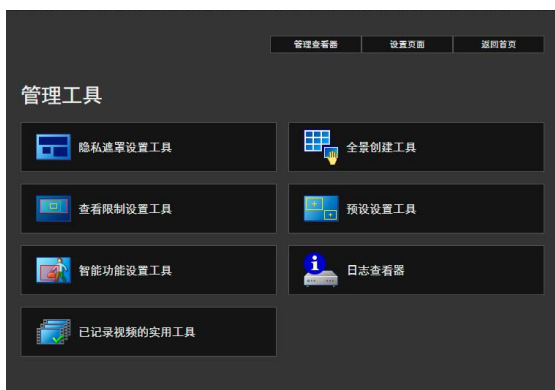 管理查看器 设置页面 返回首页
管理工具
隐私遮罩设置工具 全景创建工具
查看限制设置工具 预设设置工具
智能功能设置工具 日志查看器
已记录视频的实用工具